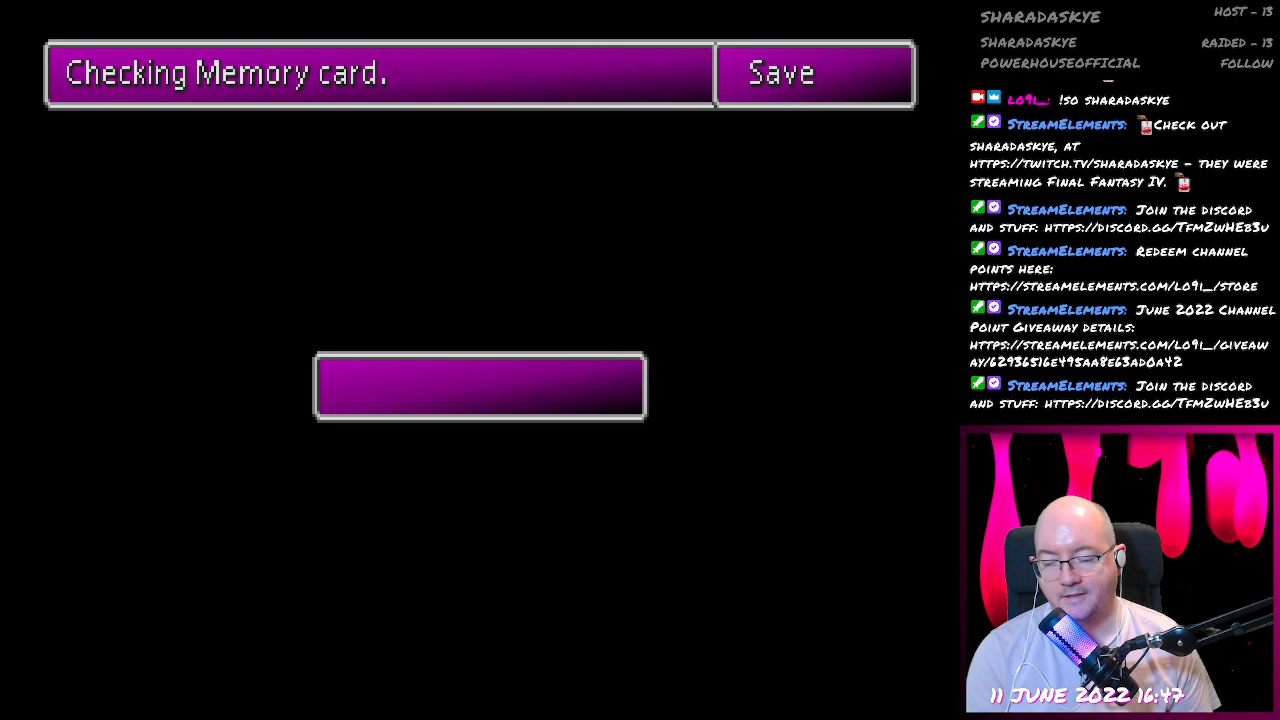 Checking Memory card.
Save
SHARADASKYE
HOST - 13
SHARADASKYE
RAIDED - 13
POWERHOUSEOFFICIAL
FOLLOW
LO9I_: !SO SHARADASKYE
STREAMELEMENTS: CHECK OUT
SHARADASKYE, AT
HTTPS://TWITCH.TV/SHARADASKYE - THEY WERE
STREAMING FINAL FANTASY IV.
STREAMELEMENTS: JOIN THE DISCORD
AND STUFF: HTTPS://DISCORD.GG/TFMZWHEB3U
STREAMELEMENTS: REDEEM CHANNEL
POINTS HERE:
HTTPS://STREAMELEMENTS.COM/LO9I_/STORE
STREAMELEMENTS: JUNE 2022 CHANNEL
POINT GIVEAWAY DETAILS:
HTTPS://STREAMELEMENTS.COM/LO9I_/GIVEAW
AY/62936516E495AA8E63AD0A42
STREAMELEMENTS: JOIN THE DISCORD
AND STUFF: HTTPS://DISCORD.GG/TFMZWHEB3U
11 JUNE 2022 16:47